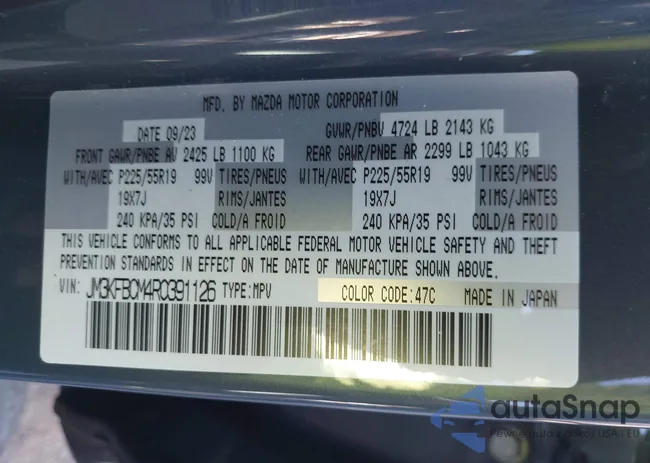 MFD. BY MAZDA MOTOR CORPORATION
DATE 09/23 GVWR/PNBV 4724 LB 2143 KG
FRONT GAWR/PNBE AV 2425 LB 1100 KG REAR GAWR/PNBE AR 2299 LB 1043 KG
WITH/AVEC P225/55R19 99V TIRES/PNEUS WITH/AVEC P225/55R19 99V TIRES/PNEUS
19X7J RIMS/JANTES 19X7J RIMS/JANTES
240 KPA/35 PSI COLD/A FROID 240 KPA/35 PSI COLD/A FROID
THIS VEHICLE CONFORMS TO ALL APPLICABLE FEDERAL MOTOR VEHICLE SAFETY AND THEFT
PREVENTION STANDARDS IN EFFECT ON THE DATE OF MANUFACTURE SHOWN ABOVE.
VIN: JM3KFBCM4R0391126 TYPE:MPV COLOR CODE:47C MADE IN JAPAN
autoSnap
Pewne auta z aukcji USA i EU